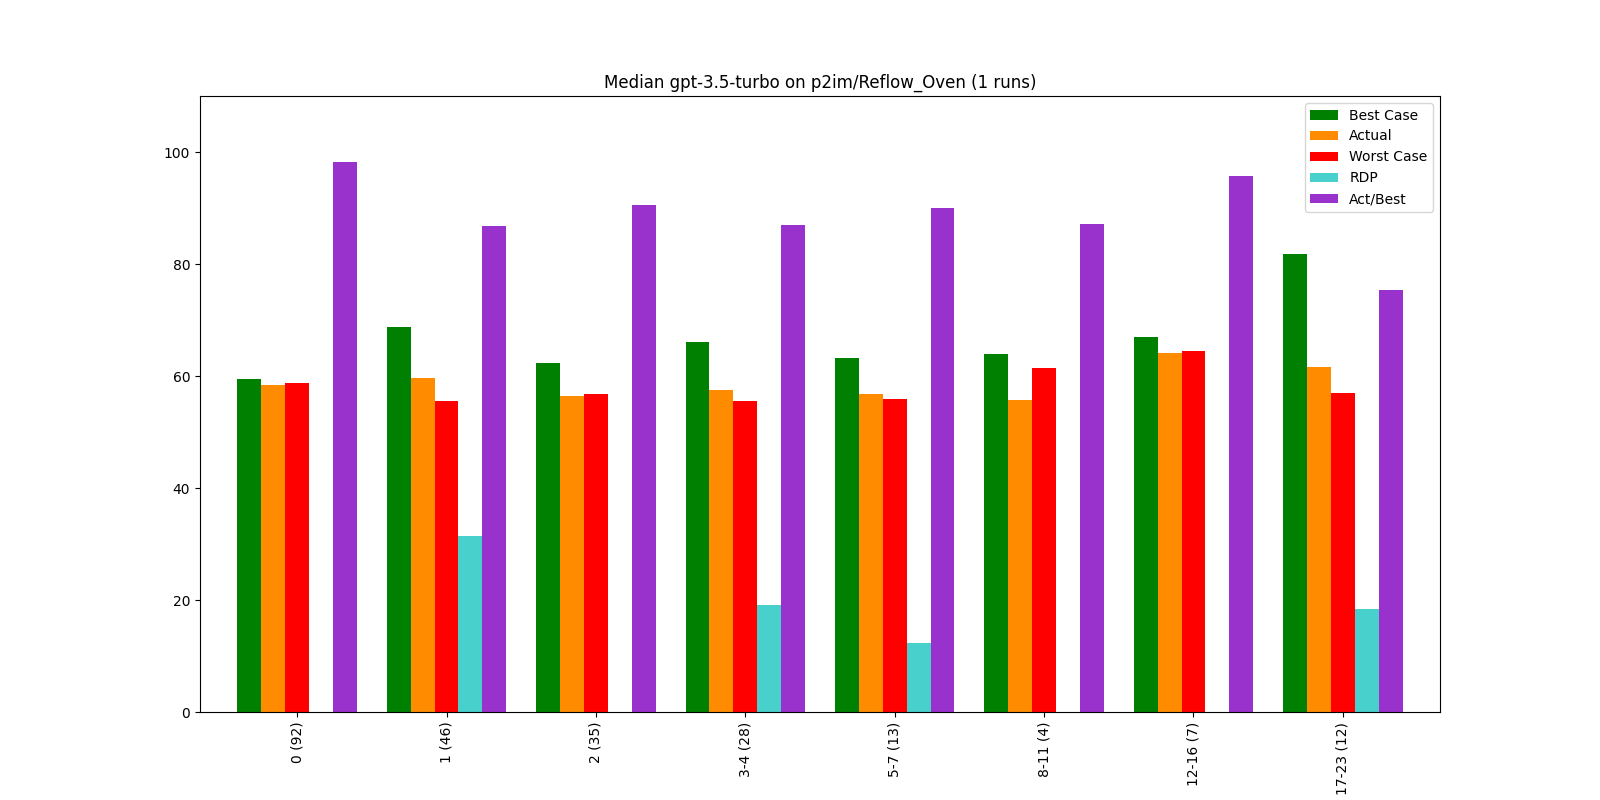 Median gpt-3.5-turbo on p2im/Reflow_Oven (1 runs)
Best Case
Actual
Worst Case
RDP
Act/Best
100
80
60
40
20
0
0 (92)
1 (46)
2 (35)
3-4 (28)
5-7 (13)
8-11 (4)
12-16 (7)
17-23 (12)